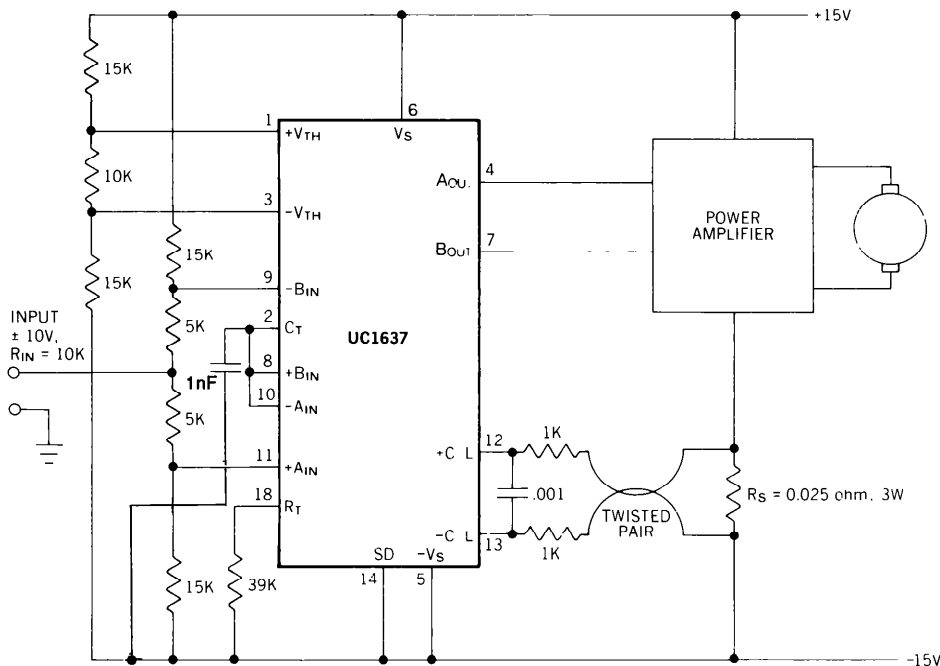 +15V
15K
6
1
+VTH
VS
10K
4
AOU.
3
-VTH
POWER
AMPLIFIER
7
BOUT
15K
15K
9
-BIN
INPUT
± 10V,
RIN = 10K
5K
2
CT
UC1637
8
+BIN
1nF
10
-AIN
5K
11
+AIN
12
1K
+C L
18
RT
.001
RS = 0.025 ohm, 3W
TWISTED
PAIR
-C L
13
1K
15K
39K
SD
-VS
14
5
-15V